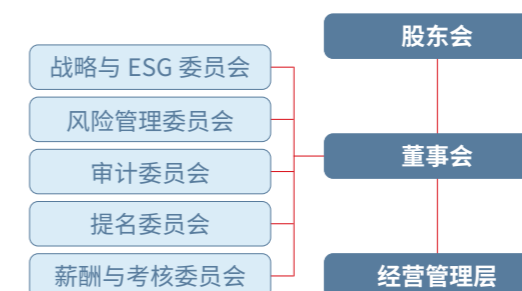 股东会
战略与 ESG 委员会
风险管理委员会
审计委员会
董事会
提名委员会
薪酬与考核委员会
经营管理层